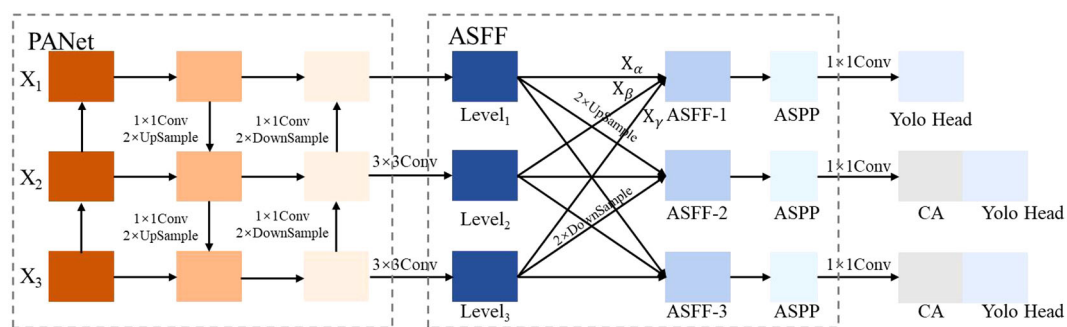 PANet
ASFF
X1
X2
X3
1×1Conv
2×UpSample
1×1Conv
2×DownSample
1×1Conv
2×UpSample
1×1Conv
2×DownSample
3×3Conv
3×3Conv
Level1
Level2
Level3
Xα
Xβ
Xγ
2×UpSample
2×DownSample
ASFF-1
ASFF-2
ASFF-3
ASPP
ASPP
ASPP
1×1Conv
1×1Conv
1×1Conv
Yolo Head
CA Yolo Head
CA Yolo Head